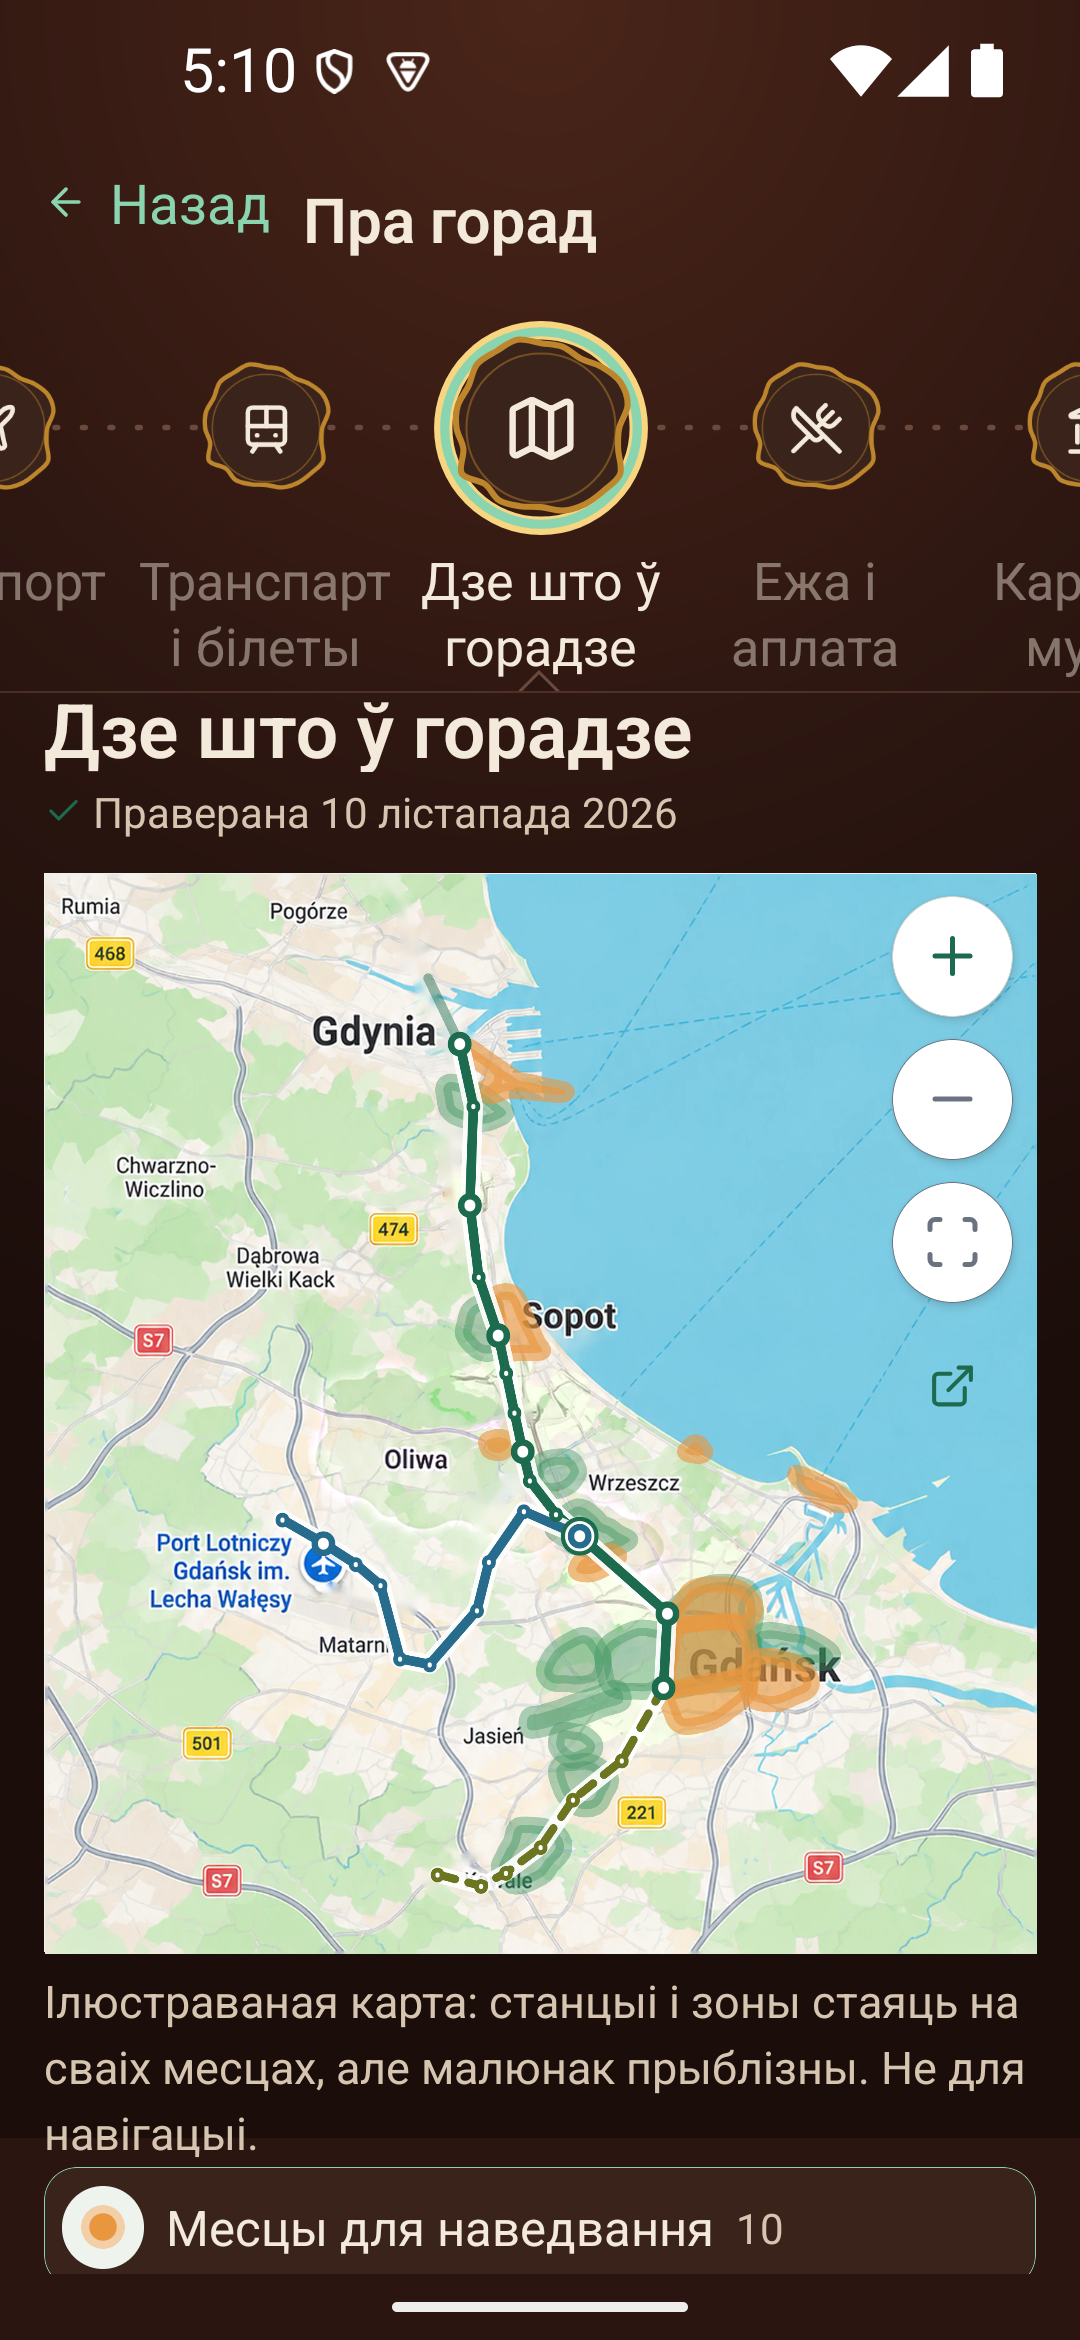 5:10
Назад
Пра горад
порт
Транспарт
і білеты
Дзе што ў
горадзе
Ежа і
аплата
Дзе што ў горадзе
Праверана 10 лістапада 2026
Rumia
Pogórze
468
Gdynia
Chwarzno-
Wiczlino
474
Dąbrowa
Wielki Kack
S7
Sopot
Oliwa
Wrzeszcz
Port Lotniczy
Gdańsk im.
Lecha Wałęsy
Matarn
Gdańsk
Jasień
501
221
S7
S7
Ілюстраваная карта: станцыі і зоны стаяць на
сваіх месцах, але малюнак прыблізны. Не для
навігацыі.
Месцы для наведвання 10